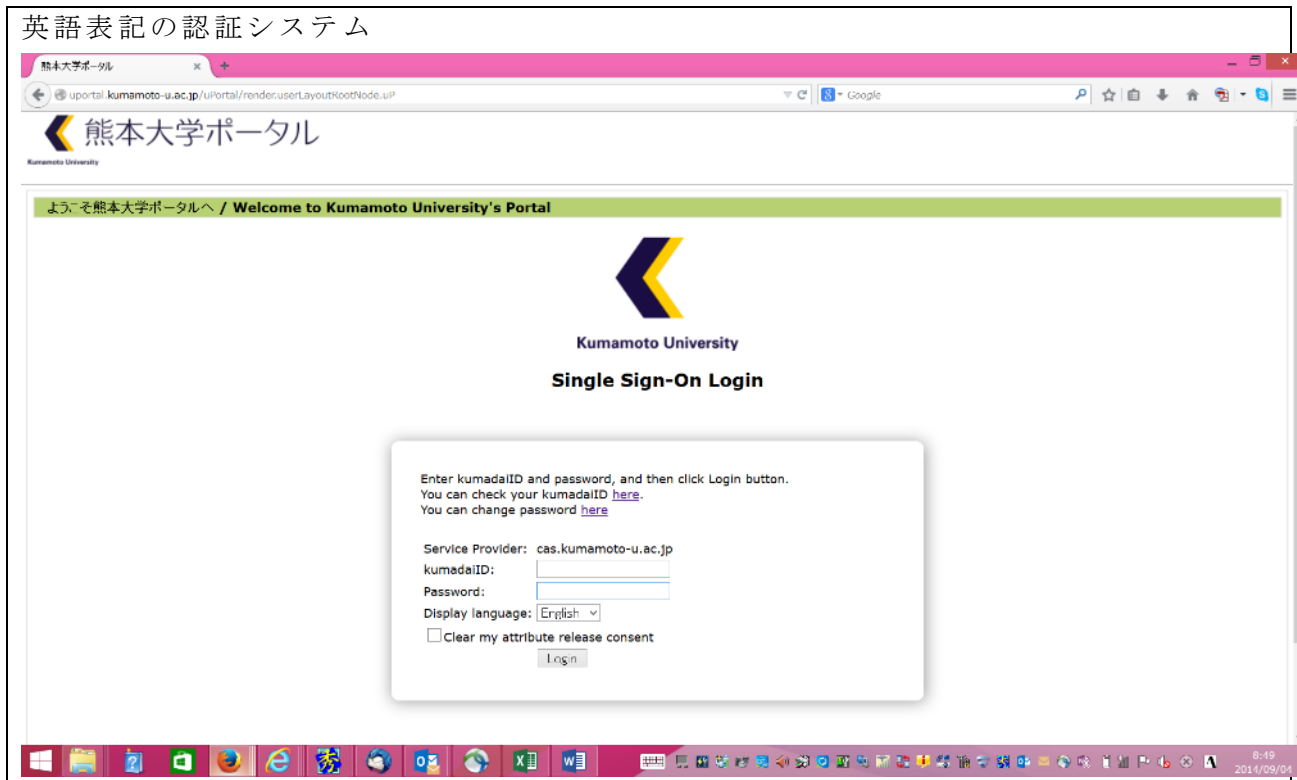 英語表記の認証システム
熊本大学ポータル
uportal.kumamoto-u.ac.jp/uPortal/render.userLayoutRootNode.uP
Google
熊本大学ポータル
Kumamoto University
ようこそ熊本大学ポータルへ / Welcome to Kumamoto University's Portal
Kumamoto University
Single Sign-On Login
Enter kumadaiID and password, and then click Login button.
You can check your kumadaiID here.
You can change password here
Service Provider: cas.kumamoto-u.ac.jp
kumadaiID:
Password:
Display language: English
Clear my attribute release consent
Login
8:49
2014/09/04